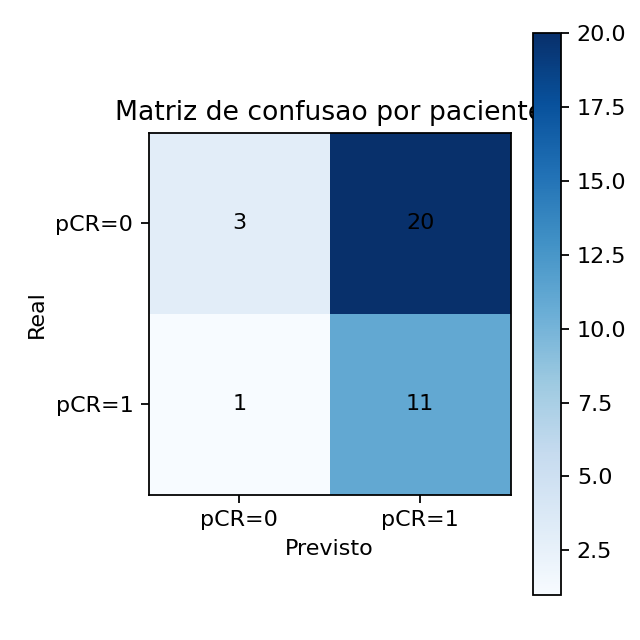 Matriz de confusao por paciente
20.0
17.5
15.0
12.5
10.0
7.5
5.0
2.5
Real
pCR=0
3
20
pCR=1
1
11
pCR=0
pCR=1
Previsto